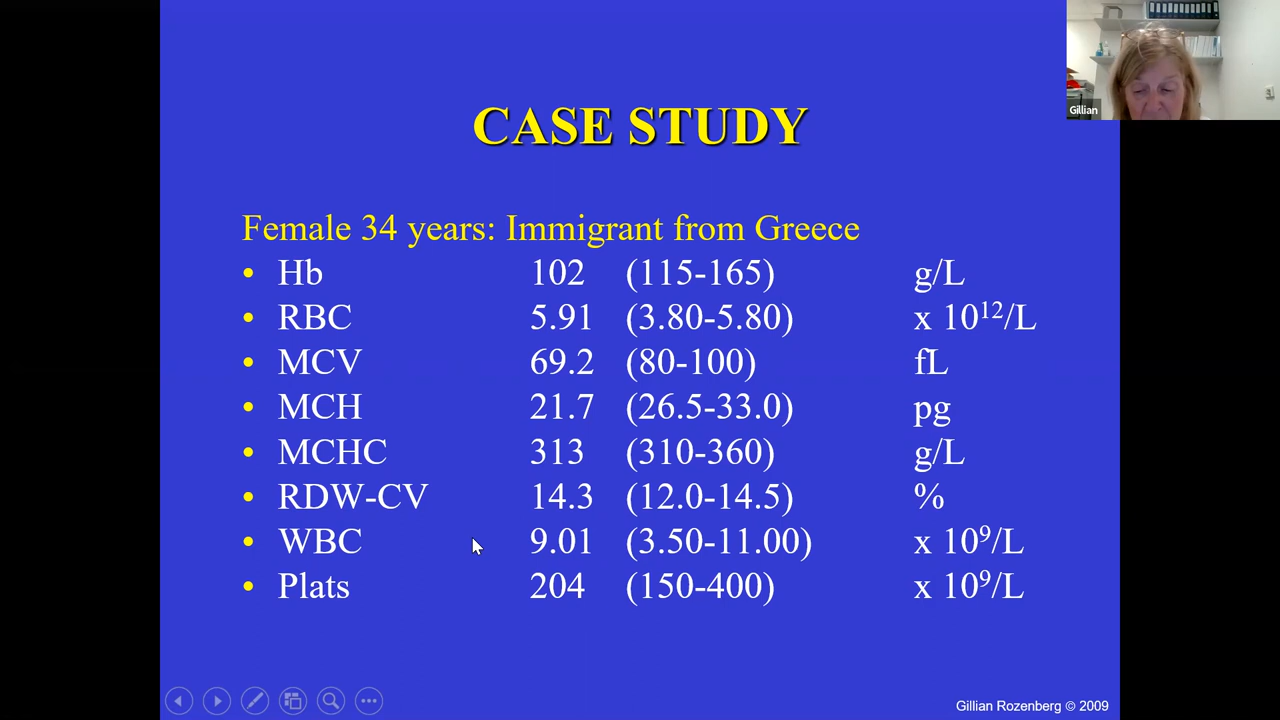 Gillian
CASE STUDY
Female 34 years: Immigrant from Greece
• Hb 102 (115-165) g/L
• RBC 5.91 (3.80-5.80) x 10¹²/L
• MCV 69.2 (80-100) fL
• MCH 21.7 (26.5-33.0) pg
• MCHC 313 (310-360) g/L
• RDW-CV 14.3 (12.0-14.5) %
• WBC 9.01 (3.50-11.00) x 10⁹/L
• Plats 204 (150-400) x 10⁹/L
Gillian Rozenberg © 2009